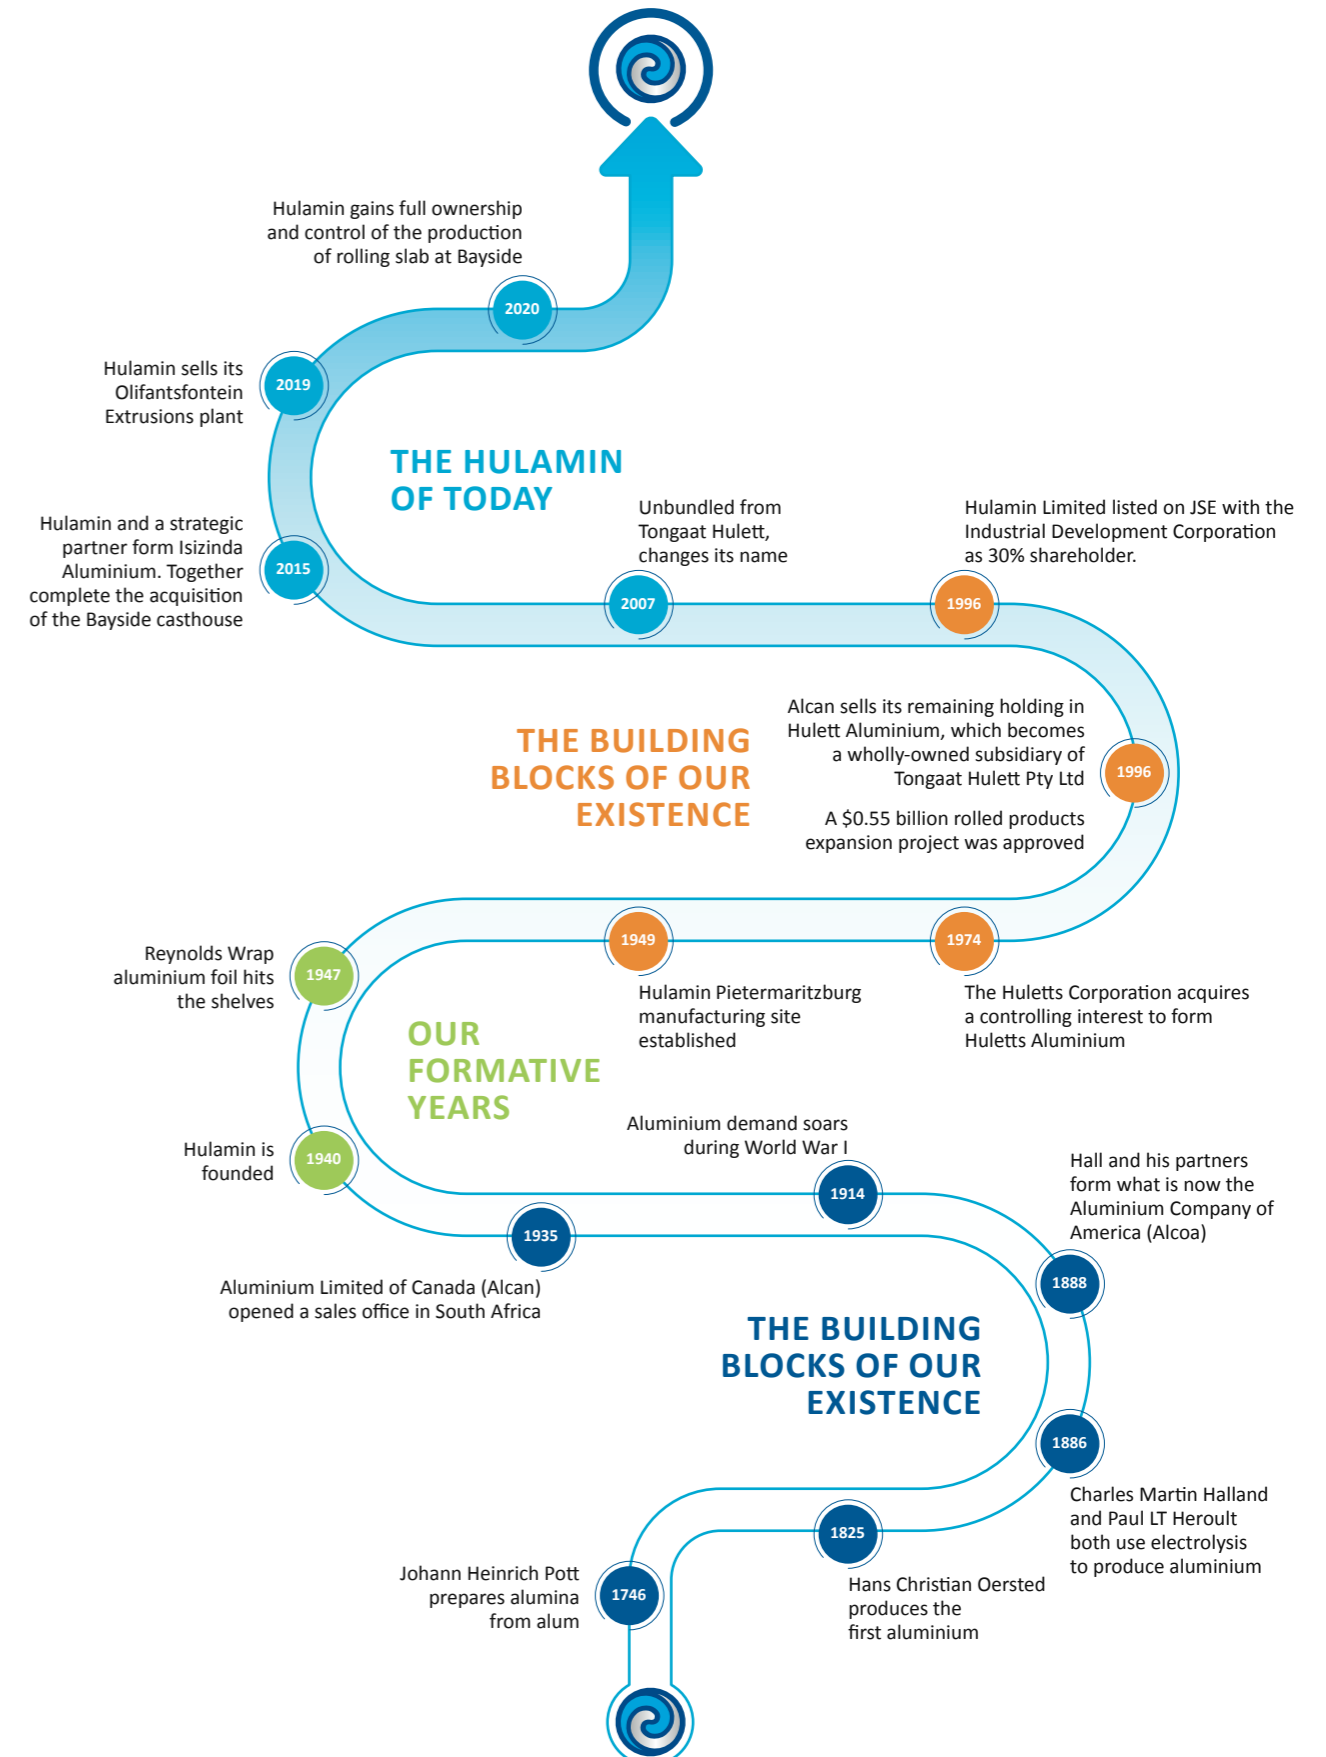 Hulamin gains full ownership
and control of the production
of rolling slab at Bayside
2020
Hulamin sells its
Olifantsfontein
Extrusions plant
2019
THE HULAMIN
OF TODAY
Hulamin and a strategic
partner form Isizinda
Aluminium. Together
complete the acquisition
of the Bayside casthouse
2015
Unbundled from
Tongaat Hulett,
changes its name
2007
Hulamin Limited listed on JSE with the
Industrial Development Corporation
as 30% shareholder.
1996
THE BUILDING
BLOCKS OF OUR
EXISTENCE
Alcan sells its remaining holding in
Hulett Aluminium, which becomes
a wholly-owned subsidiary of
Tongaat Hulett Pty Ltd
A $0.55 billion rolled products
expansion project was approved
1996
Reynolds Wrap
aluminium foil hits
the shelves
1947
1949
Hulamin Pietermaritzburg
manufacturing site
established
1974
The Huletts Corporation acquires
a controlling interest to form
Huletts Aluminium
OUR
FORMATIVE
YEARS
Hulamin is
founded
1940
Aluminium demand soars
during World War I
1914
1935
Aluminium Limited of Canada (Alcan)
opened a sales office in South Africa
Hall and his partners
form what is now the
Aluminium Company of
America (Alcoa)
1888
THE BUILDING
BLOCKS OF OUR
EXISTENCE
1886
Charles Martin Halland
and Paul LT Heroult
both use electrolysis
to produce aluminium
1825
Hans Christian Oersted
produces the
first aluminium
Johann Heinrich Pott
prepares alumina
from alum
1746